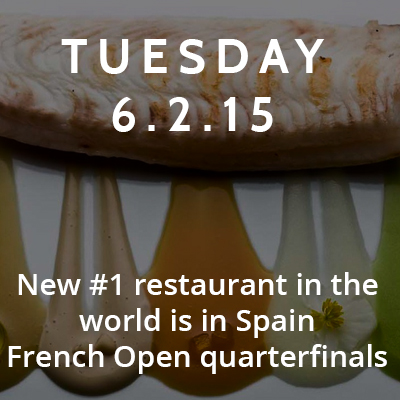 TUESDAY
6.2.15
New #1 restaurant in the
world is in Spain
French Open quarterfinals